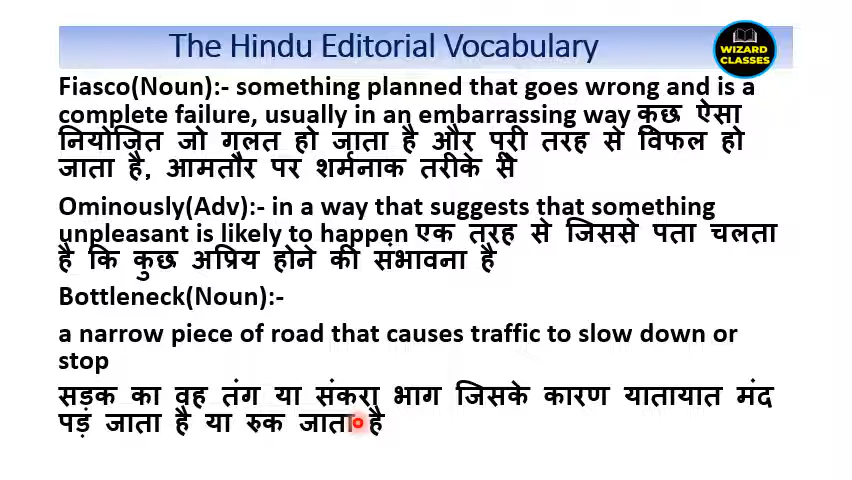 The Hindu Editorial Vocabulary
WIZARD
CLASSES
Fiasco(Noun):- something planned that goes wrong and is a
complete failure, usually in an embarrassing way कुछ ऐसा
नियोजित जो गलत हो जाता है और पूरी तरह से विफल हो
जाता है, आमतौर पर शर्मनाक तरीके से
Ominously(Adv):- in a way that suggests that something
unpleasant is likely to happen एक तरह से जिससे पता चलता
है कि कुछ अप्रिय होने की संभावना है
Bottleneck(Noun):-
a narrow piece of road that causes traffic to slow down or
stop
सड़क का वह तंग या संकरा भाग जिसके कारण यातायात मंद
पड़ जाता है या रुक जाता है